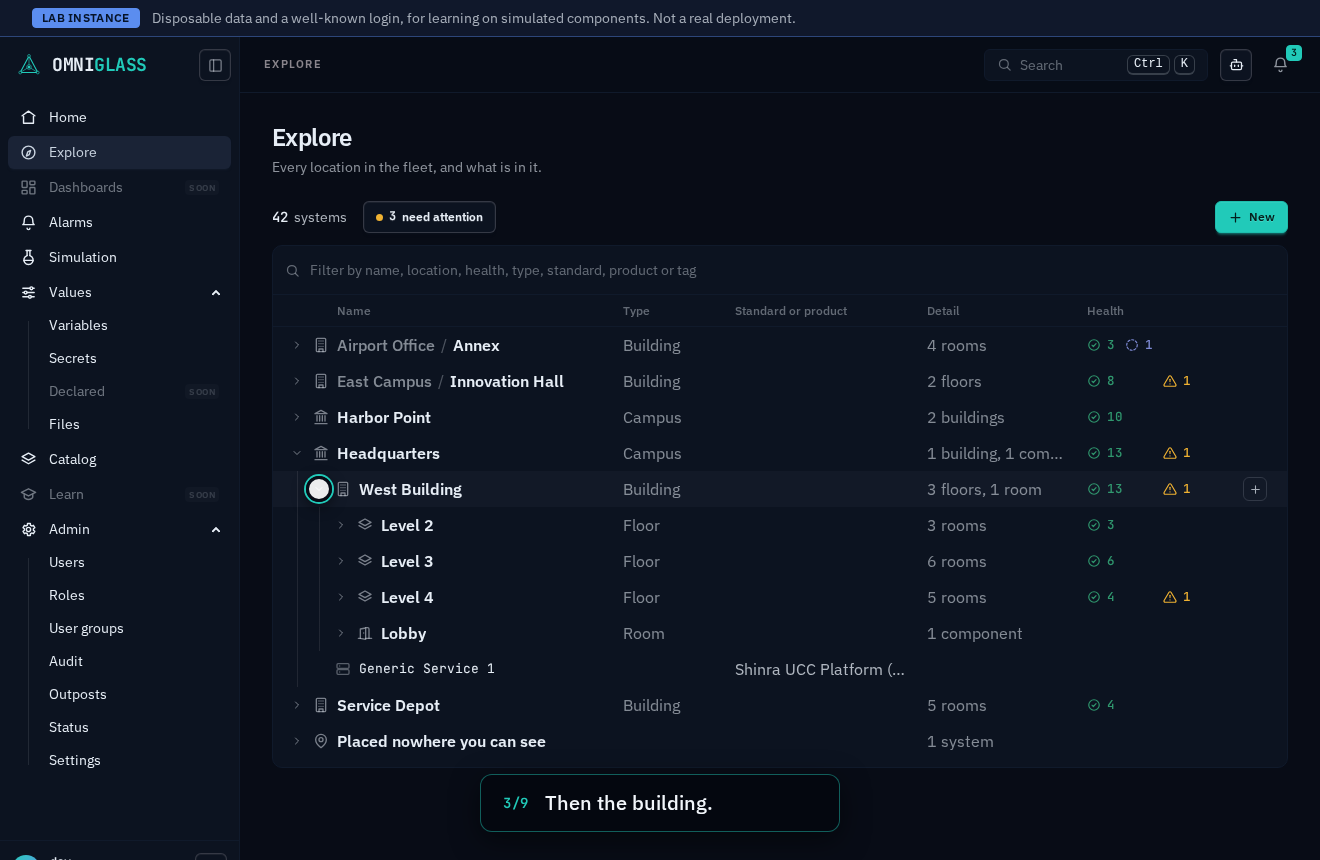 LAB INSTANCE Disposable data and a well-known login, for learning on simulated components. Not a real deployment.
OMNIGLASS
EXPLORE
Search Ctrl K
3
Home
Explore
Dashboards SOON
Alarms
Simulation
Values
Variables
Secrets
Declared SOON
Files
Catalog
Learn SOON
Admin
Users
Roles
User groups
Audit
Outposts
Status
Settings
Explore
Every location in the fleet, and what is in it.
42 systems 3 need attention
New
Filter by name, location, health, type, standard, product or tag
Name Type Standard or product Detail Health
Airport Office / Annex Building 4 rooms 3 1
East Campus / Innovation Hall Building 2 floors 8 1
Harbor Point Campus 2 buildings 10
Headquarters Campus 1 building, 1 com... 13 1
West Building Building 3 floors, 1 room 13 1
Level 2 Floor 3 rooms 3
Level 3 Floor 6 rooms 6
Level 4 Floor 5 rooms 4 1
Lobby Room 1 component
Generic Service 1 Shinra UCC Platform (...
Service Depot Building 5 rooms 4
Placed nowhere you can see 1 system
3/9 Then the building.